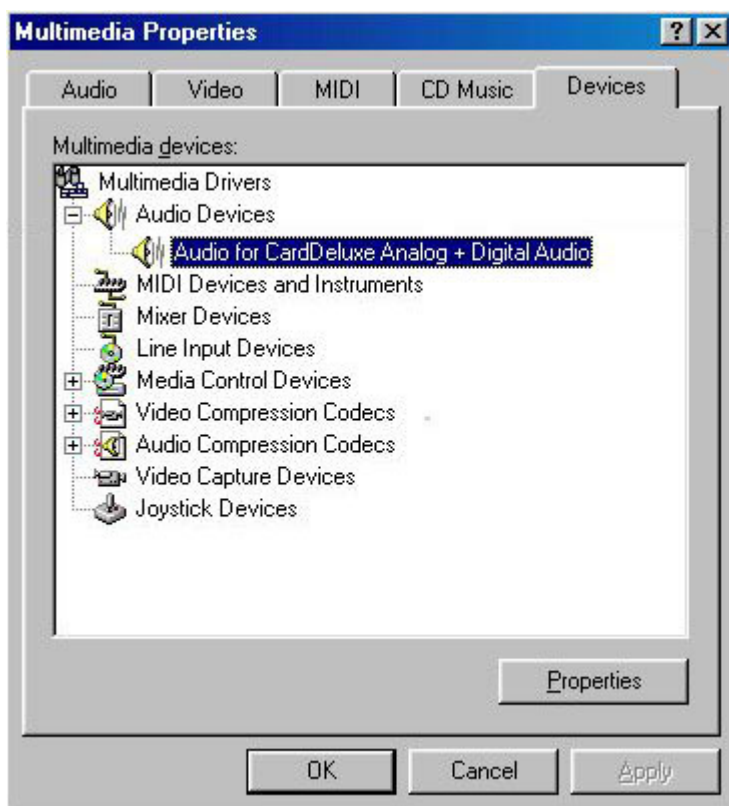 Multimedia Properties
Audio Video MIDI CD Music Devices
Multimedia devices:
Multimedia Drivers
Audio Devices
Audio for CardDeluxe Analog + Digital Audio
MIDI Devices and Instruments
Mixer Devices
Line Input Devices
Media Control Devices
Video Compression Codecs
Audio Compression Codecs
Video Capture Devices
Joystick Devices
Properties
OK Cancel Apply